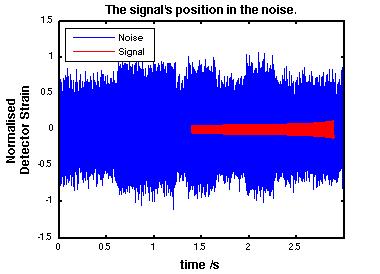 The signal's position in the noise.
1.5
Noise
Signal
1
0.5
0
-0.5
-1
-1.5
Normalised
Detector Strain
0 0.5 1 1.5 2 2.5
time /s